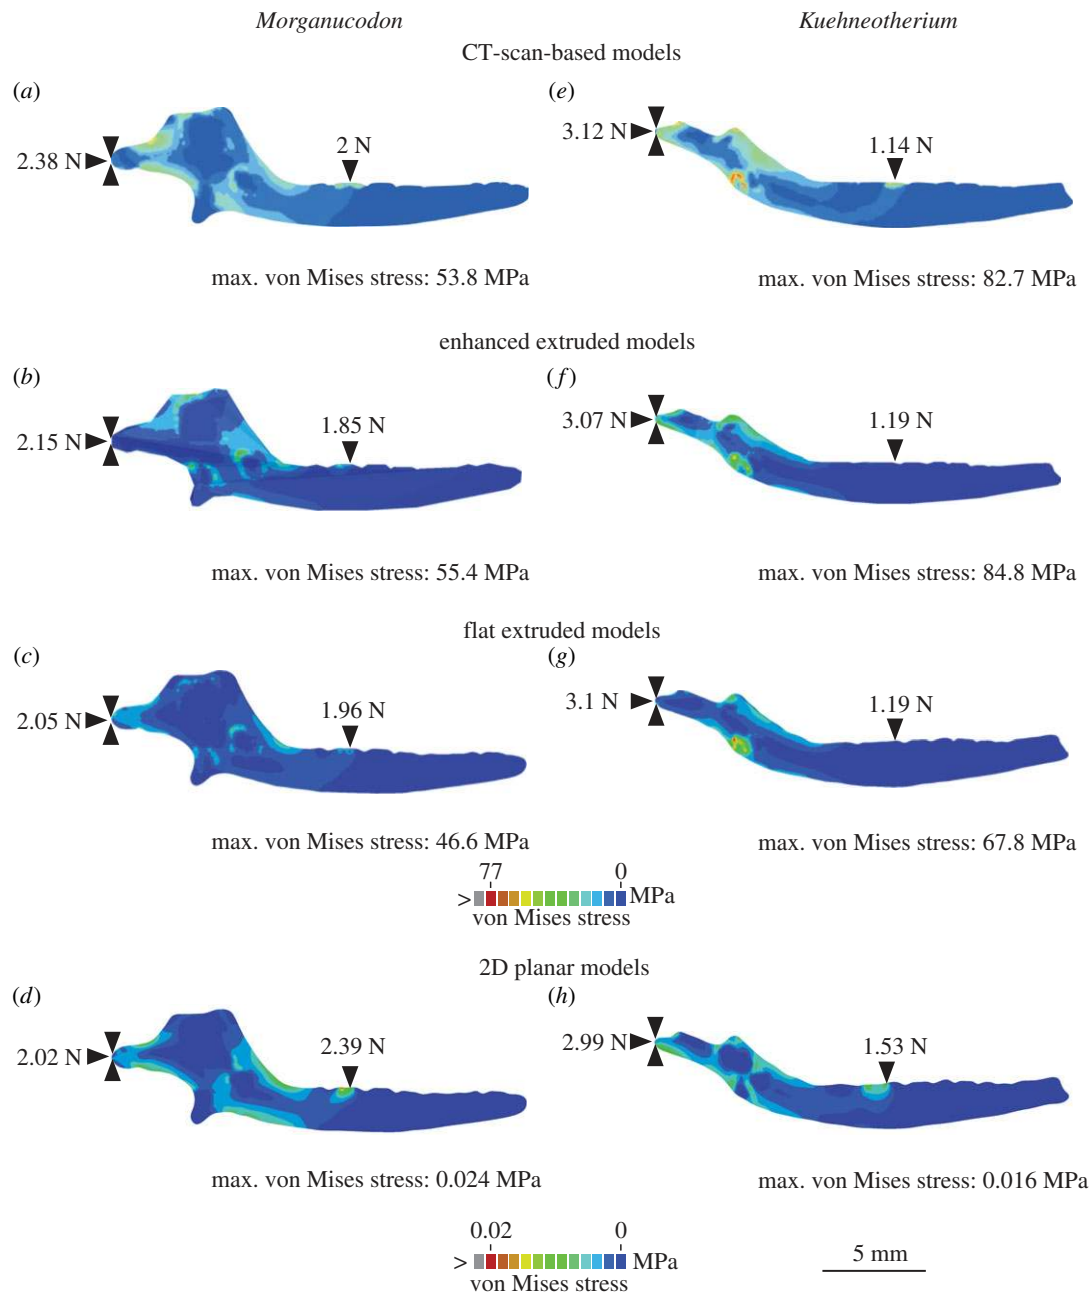 Morganucodon
Kuehneotherium
CT-scan-based models
(a)
(e)
2.38 N
2 N
3.12 N
1.14 N
max. von Mises stress: 53.8 MPa
max. von Mises stress: 82.7 MPa
enhanced extruded models
(b)
(f)
2.15 N
1.85 N
3.07 N
1.19 N
max. von Mises stress: 55.4 MPa
max. von Mises stress: 84.8 MPa
flat extruded models
(c)
(g)
2.05 N
1.96 N
3.1 N
1.19 N
max. von Mises stress: 46.6 MPa
max. von Mises stress: 67.8 MPa
77 0
> MPa
von Mises stress
2D planar models
(d)
(h)
2.02 N
2.39 N
2.99 N
1.53 N
max. von Mises stress: 0.024 MPa
max. von Mises stress: 0.016 MPa
0.02 0
> MPa
von Mises stress
5 mm